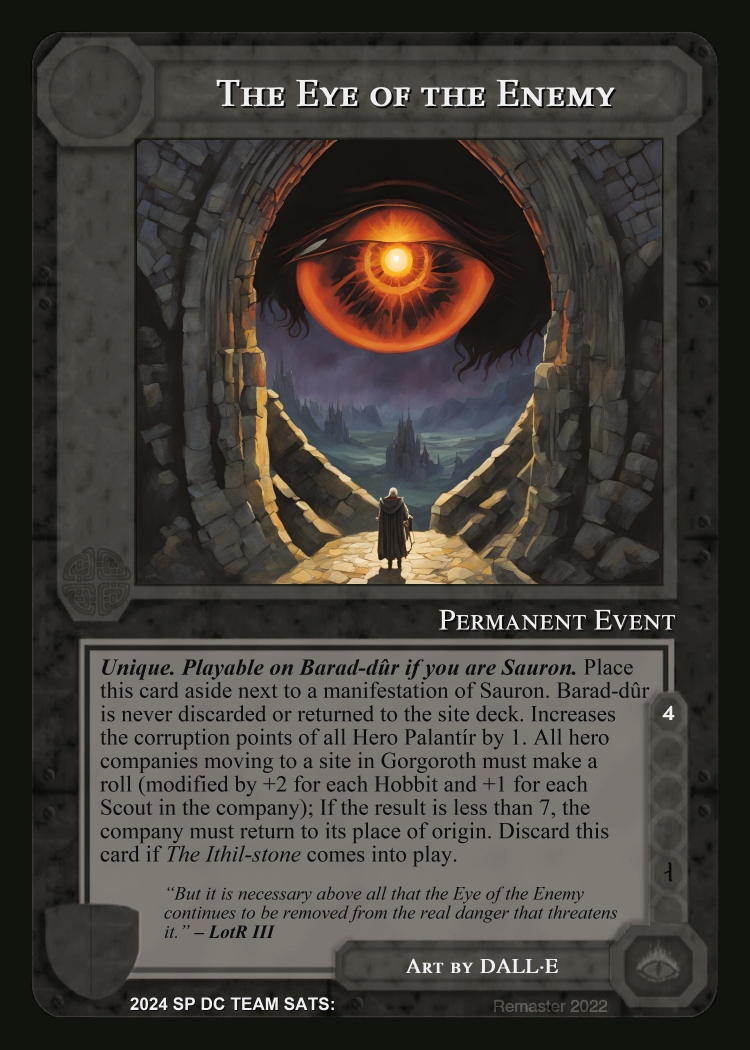 The Eye of the Enemy
Permanent Event
Unique. Playable on Barad-dûr if you are Sauron. Place
this card aside next to a manifestation of Sauron. Barad-dûr
is never discarded or returned to the site deck. Increases
the corruption points of all Hero Palantír by 1. All hero
companies moving to a site in Gorgoroth must make a
roll (modified by +2 for each Hobbit and +1 for each
Scout in the company); If the result is less than 7, the
company must return to its place of origin. Discard this
card if The Ithil-stone comes into play.
4
“But it is necessary above all that the Eye of the Enemy
continues to be removed from the real danger that threatens
it.” – LotR III
Art by DALL·E
2024 SP DC TEAM SATS:
Remaster 2022